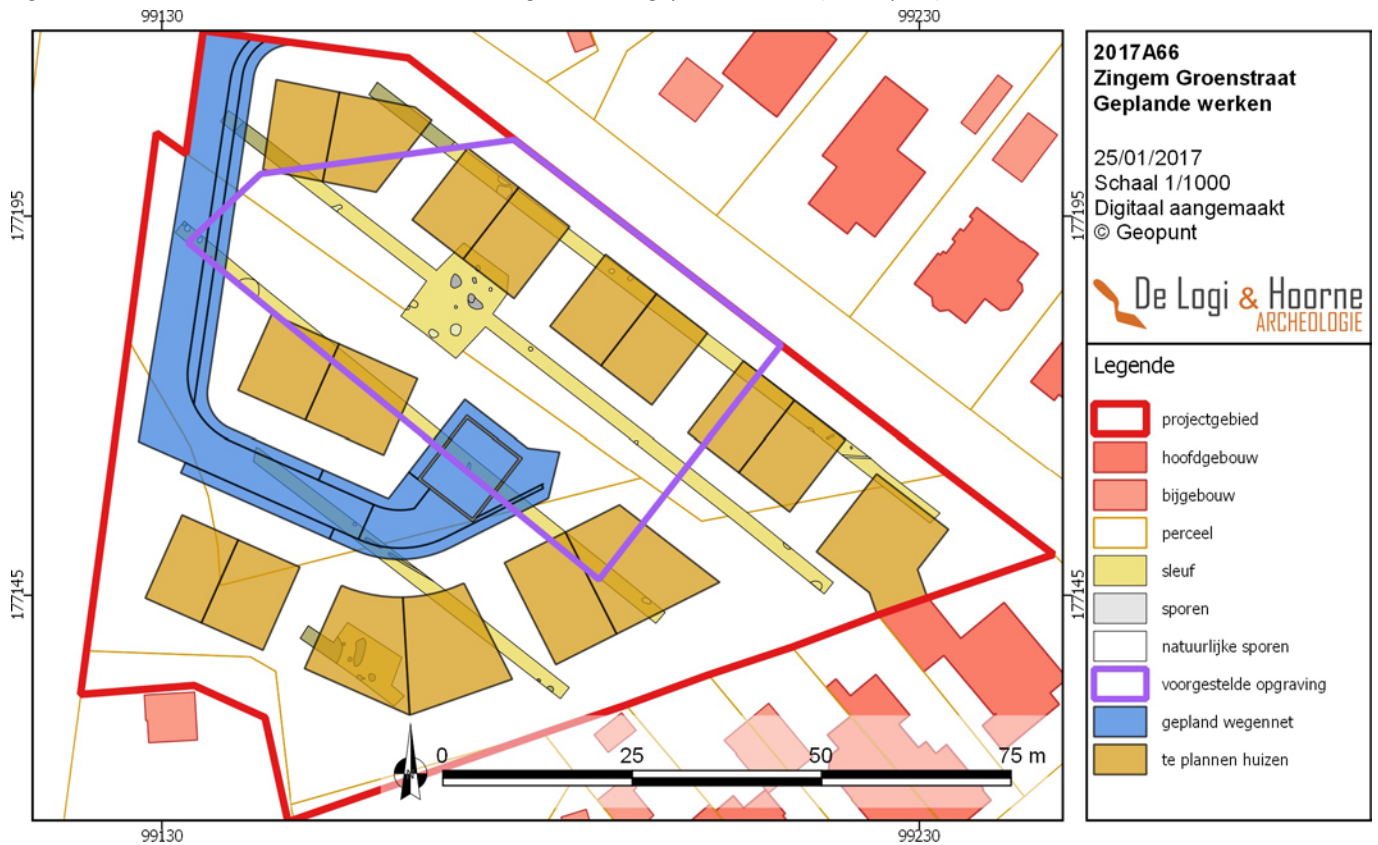 99130
99230
177195
177195
177145
177145
0
25
50
75 m
99130
99230
2017A66
Zingem Groenstraat
Geplande werken
25/01/2017
Schaal 1/1000
Digitaal aangemaakt
© Geopunt
De Logi & Hoorne
ARCHEOLOGIE
Legende
projectgebied
hoofdgebouw
bijgebouw
perceel
sleuf
sporen
natuurlijke sporen
voorgestelde opgraving
gepland wegennet
te plannen huizen